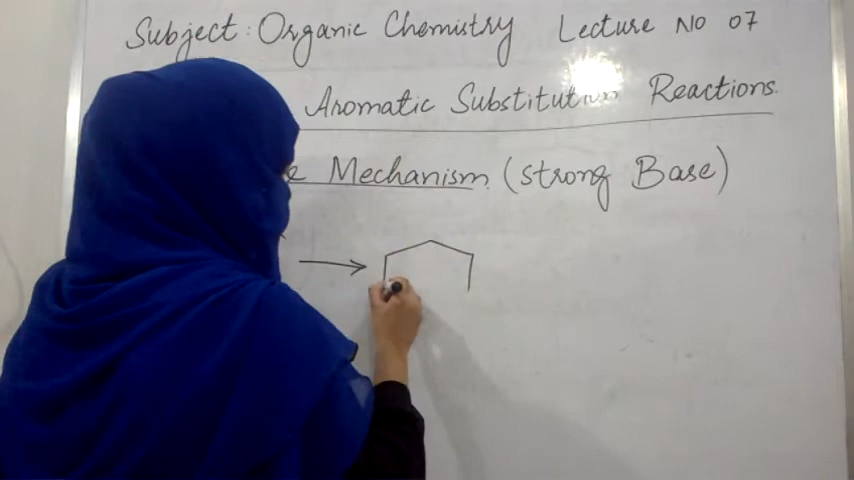 Subject: Organic Chemistry Lecture No 07
Aromatic Substitution Reactions.
Mechanism (strong Base)